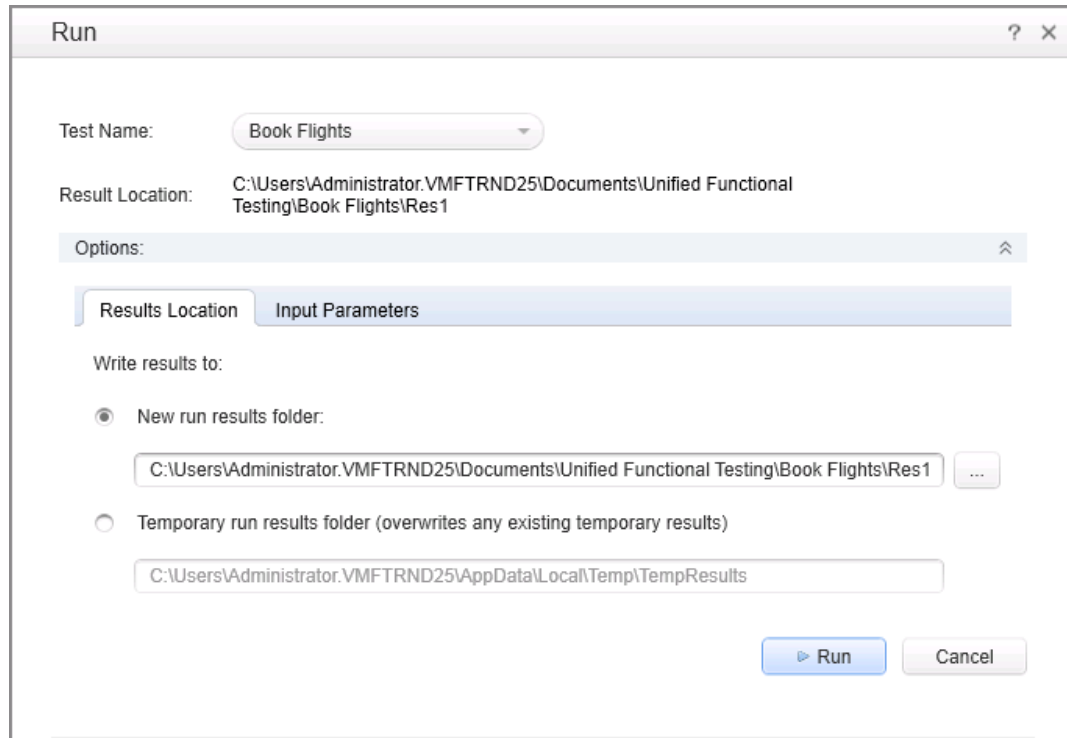 Run
? ×
Test Name:
Book Flights
Result Location:
C:\Users\Administrator.VMFTRND25\Documents\Unified Functional
Testing\Book Flights\Res1
Options:
Results Location
Input Parameters
Write results to:
New run results folder:
C:\Users\Administrator.VMFTRND25\Documents\Unified Functional Testing\Book Flights\Res1
...
Temporary run results folder (overwrites any existing temporary results)
C:\Users\Administrator.VMFTRND25\AppData\Local\Temp\TempResults
Run
Cancel